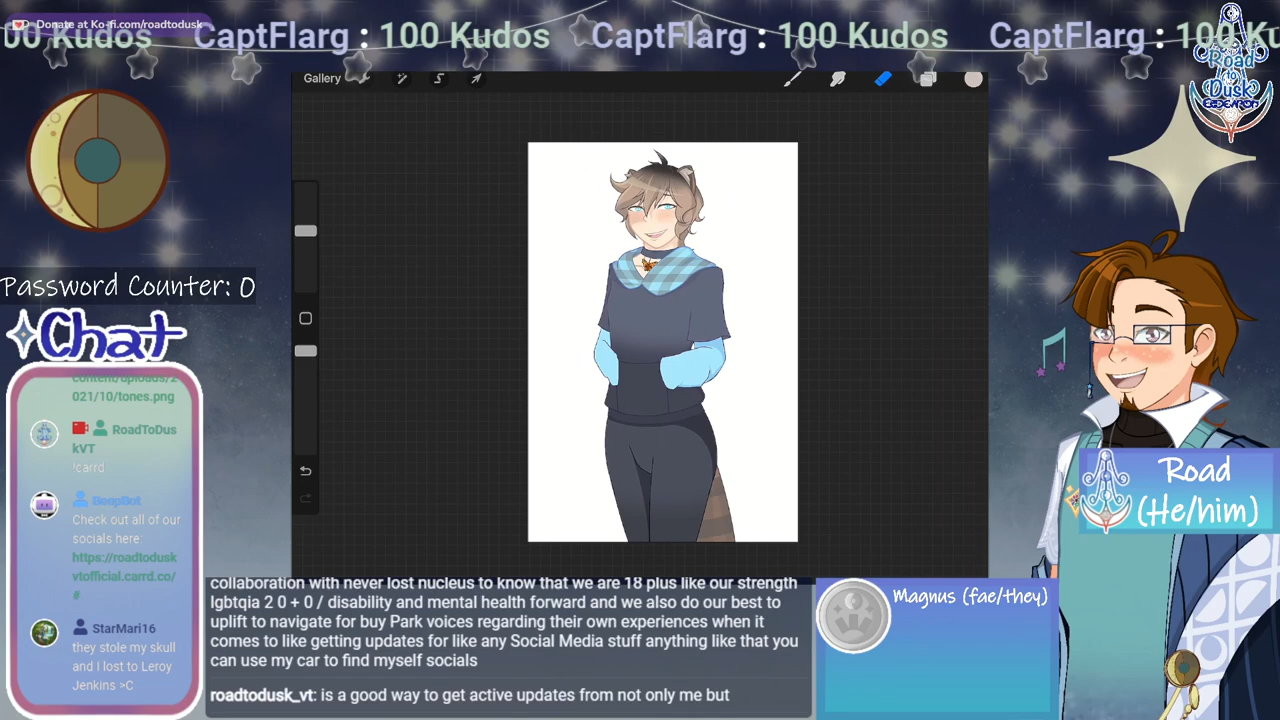 Donate at Ko-fi.com/roadtodusk
00 Kudos CaptFlarg : 100 Kudos CaptFlarg : 100 Kudos CaptFlarg : 100 Ku
Road
to
Dusk
Gallery
Password Counter: 0
Chat
content/uploads/2
021/10/tones.png
RoadToDus
kVT
!carrd
BeepBot
Check out all of our
socials here:
https://roadtodusk
vtofficial.carrd.co/
#
StarMari16
they stole my skull
and I lost to Leroy
Jenkins >C
collaboration with never lost nucleus to know that we are 18 plus like our strength
lgbtqia 2 0 + 0 / disability and mental health forward and we also do our best to
uplift to navigate for buy Park voices regarding their own experiences when it
comes to like getting updates for like any Social Media stuff anything like that you
can use my car to find myself socials
roadtodusk_vt: is a good way to get active updates from not only me but
Magnus (fae/they)
Road
(He/him)